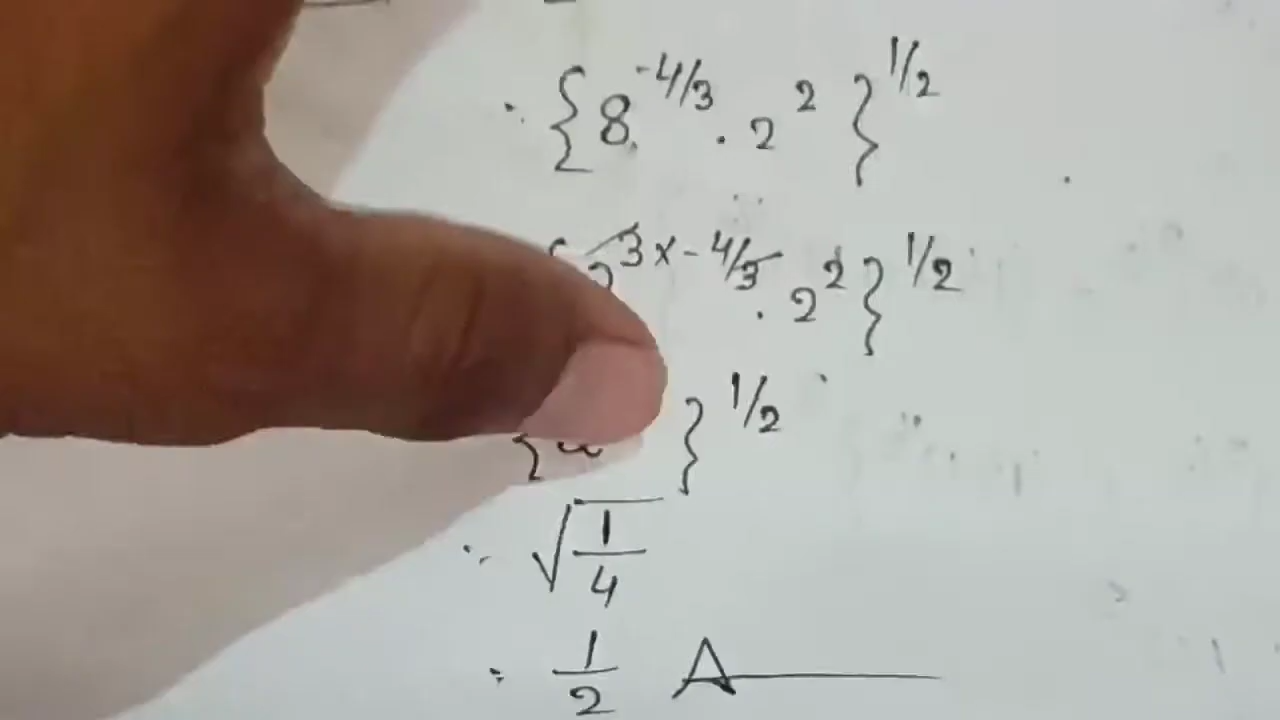 = {8^{-4/3} . 2^2}^{1/2}
{2^{3x-4/3} . 2^2}^{1/2}
{ }^{1/2}
= √(1/4)
= 1/2 A